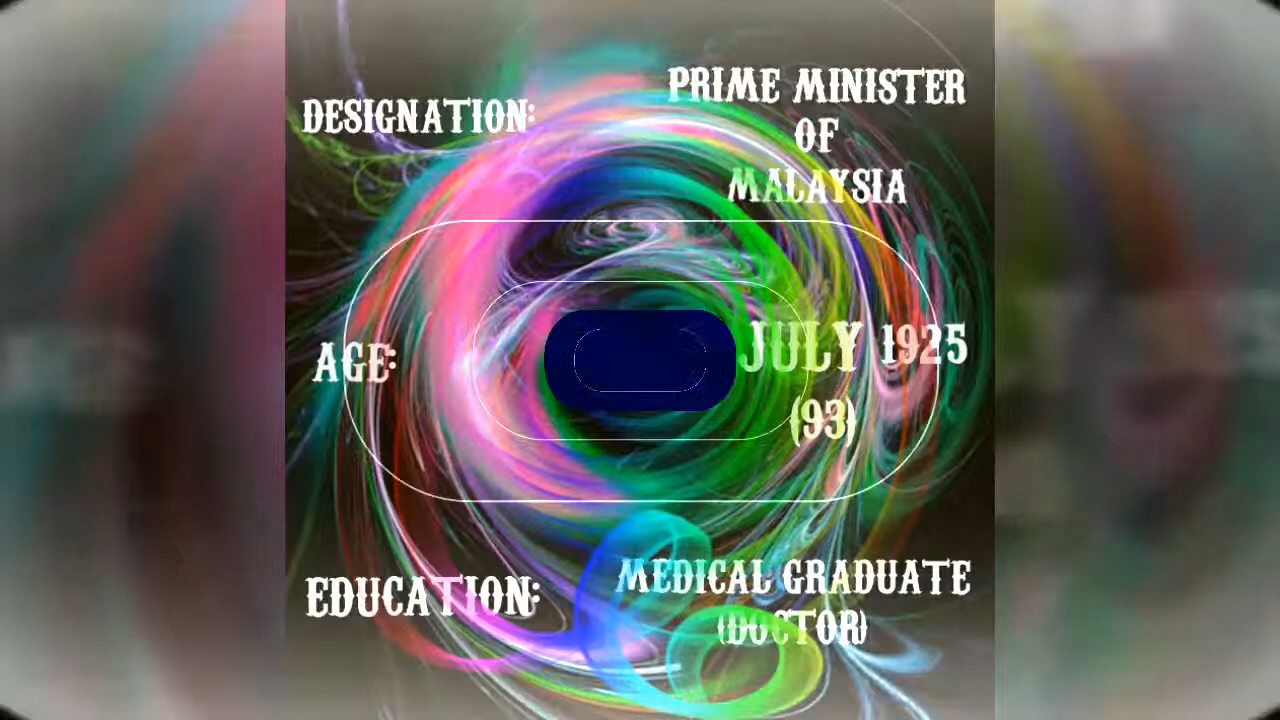 DESIGNATION:
PRIME MINISTER
OF
MALAYSIA
AGE:
JULY 1925
(93)
EDUCATION:
MEDICAL GRADUATE
(DOCTOR)